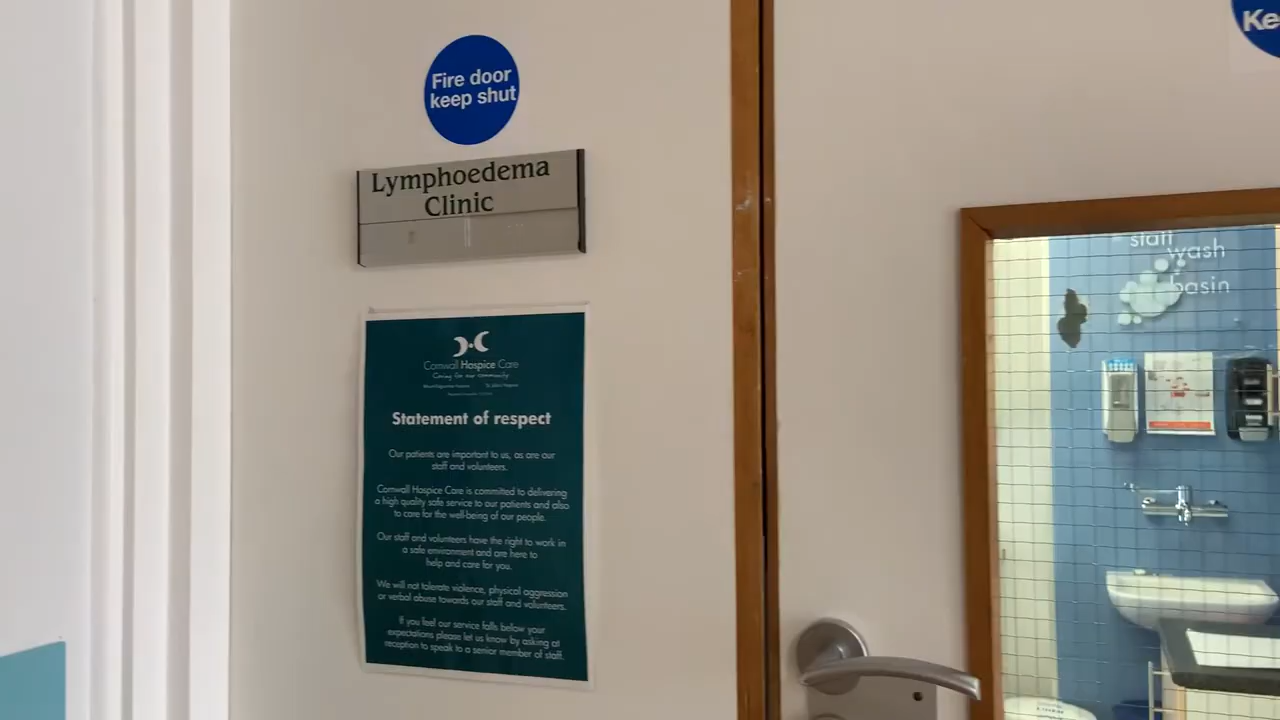 Fire door
keep shut
Ke
Lymphoedema
Clinic
staff
wash
basin
Cornwall Hospice Care
Caring for our community
Statement of respect
Our patients are important to us, as are our
staff and volunteers.
Cornwall Hospice Care is committed to delivering
a high quality safe service to our patients and also
to care for the well-being of our people.
Our staff and volunteers have the right to work in
a safe environment and are here to
help and care for you.
We will not tolerate violence, physical aggression
or verbal abuse towards our staff and volunteers.
If you feel our service falls below your
expectations please let us know by asking at
reception to speak to a senior member of staff.